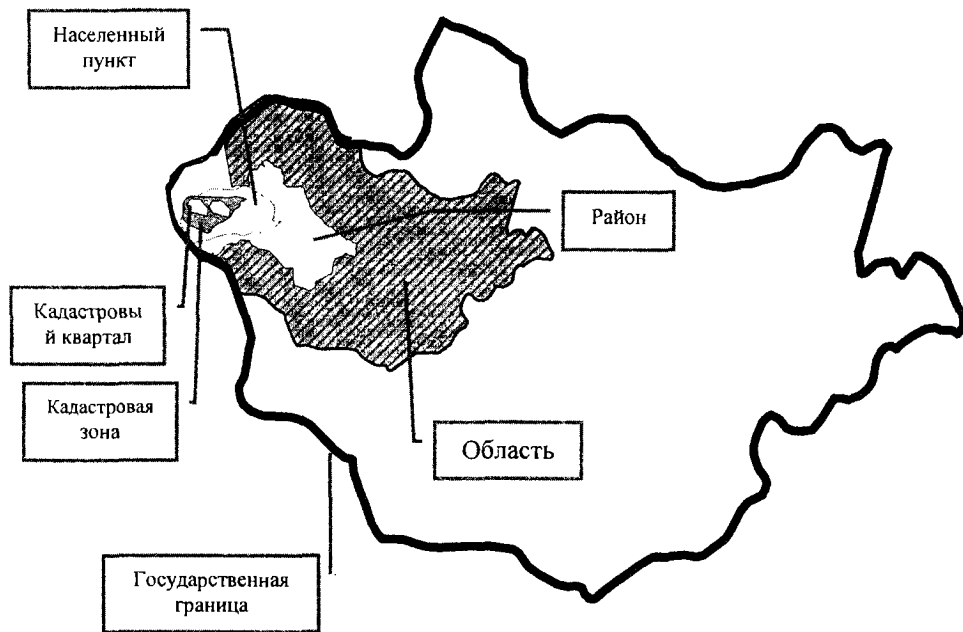 Населенный
пункт
Район
Кадастровы
й квартал
Кадастровая
зона
Область
Государственная
граница